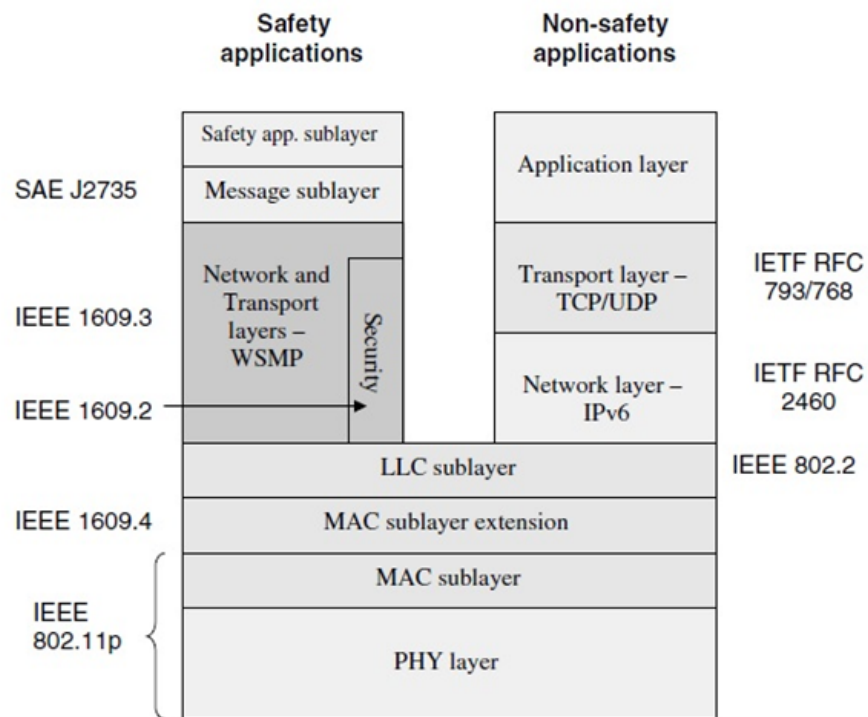 Safety
applications
Non-safety
applications
Safety app. sublayer
SAE J2735
Message sublayer
Application layer
Network and
Transport
layers –
WSMP
Security
IEEE 1609.3
IEEE 1609.2
Transport layer –
TCP/UDP
IETF RFC
793/768
Network layer –
IPv6
IETF RFC
2460
LLC sublayer
IEEE 802.2
IEEE 1609.4
MAC sublayer extension
MAC sublayer
IEEE
802.11p
PHY layer